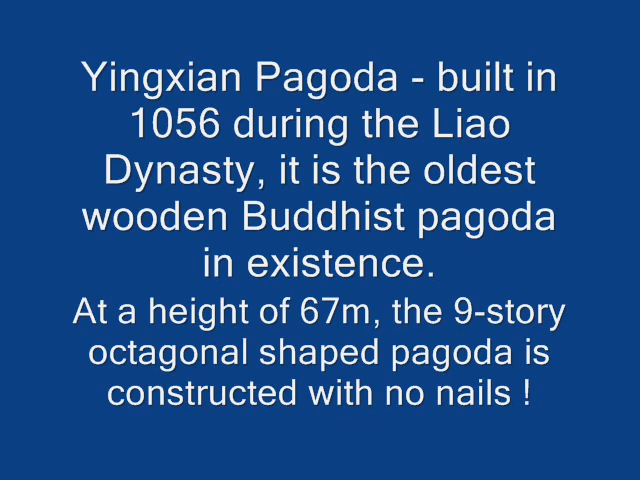 Yingxian Pagoda - built in
1056 during the Liao
Dynasty, it is the oldest
wooden Buddhist pagoda
in existence.
At a height of 67m, the 9-story
octagonal shaped pagoda is
constructed with no nails !